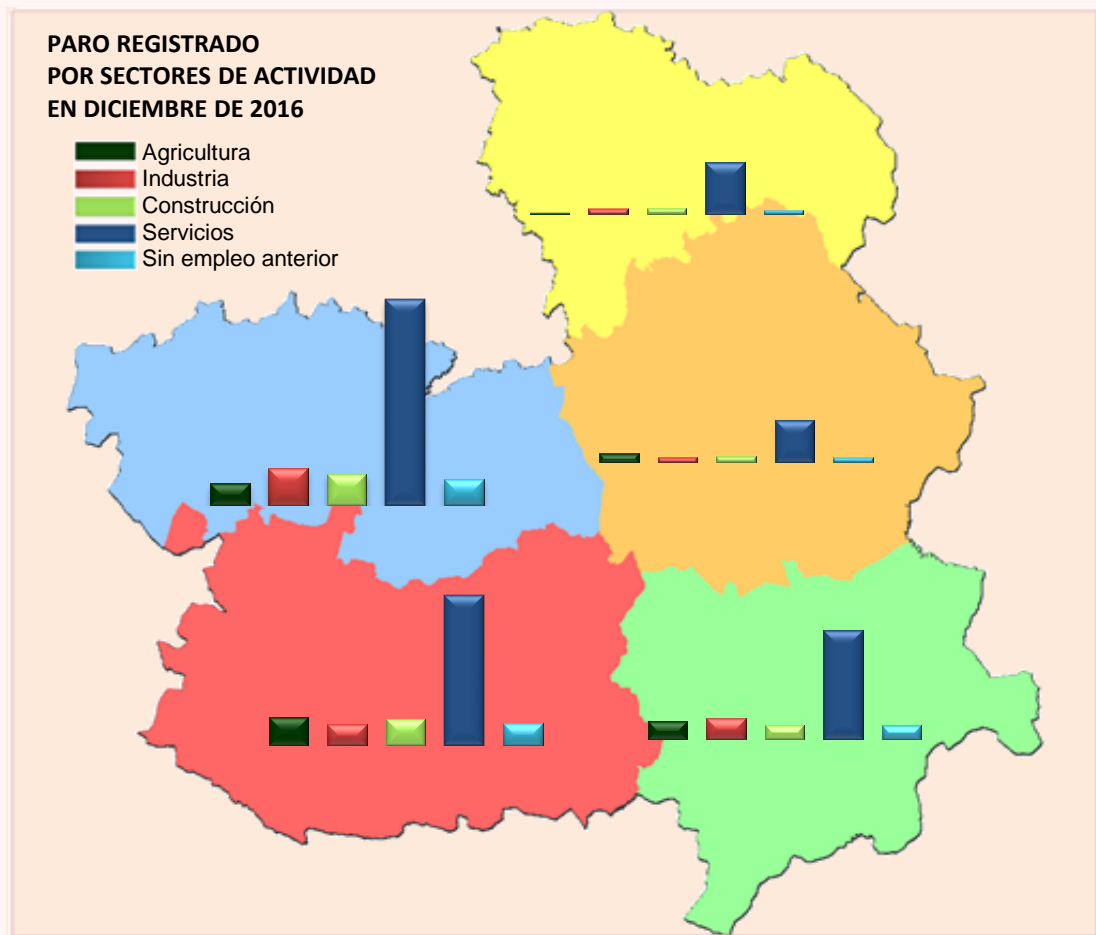 PARO REGISTRADO
POR SECTORES DE ACTIVIDAD
EN DICIEMBRE DE 2016
Agricultura
Industria
Construcción
Servicios
Sin empleo anterior